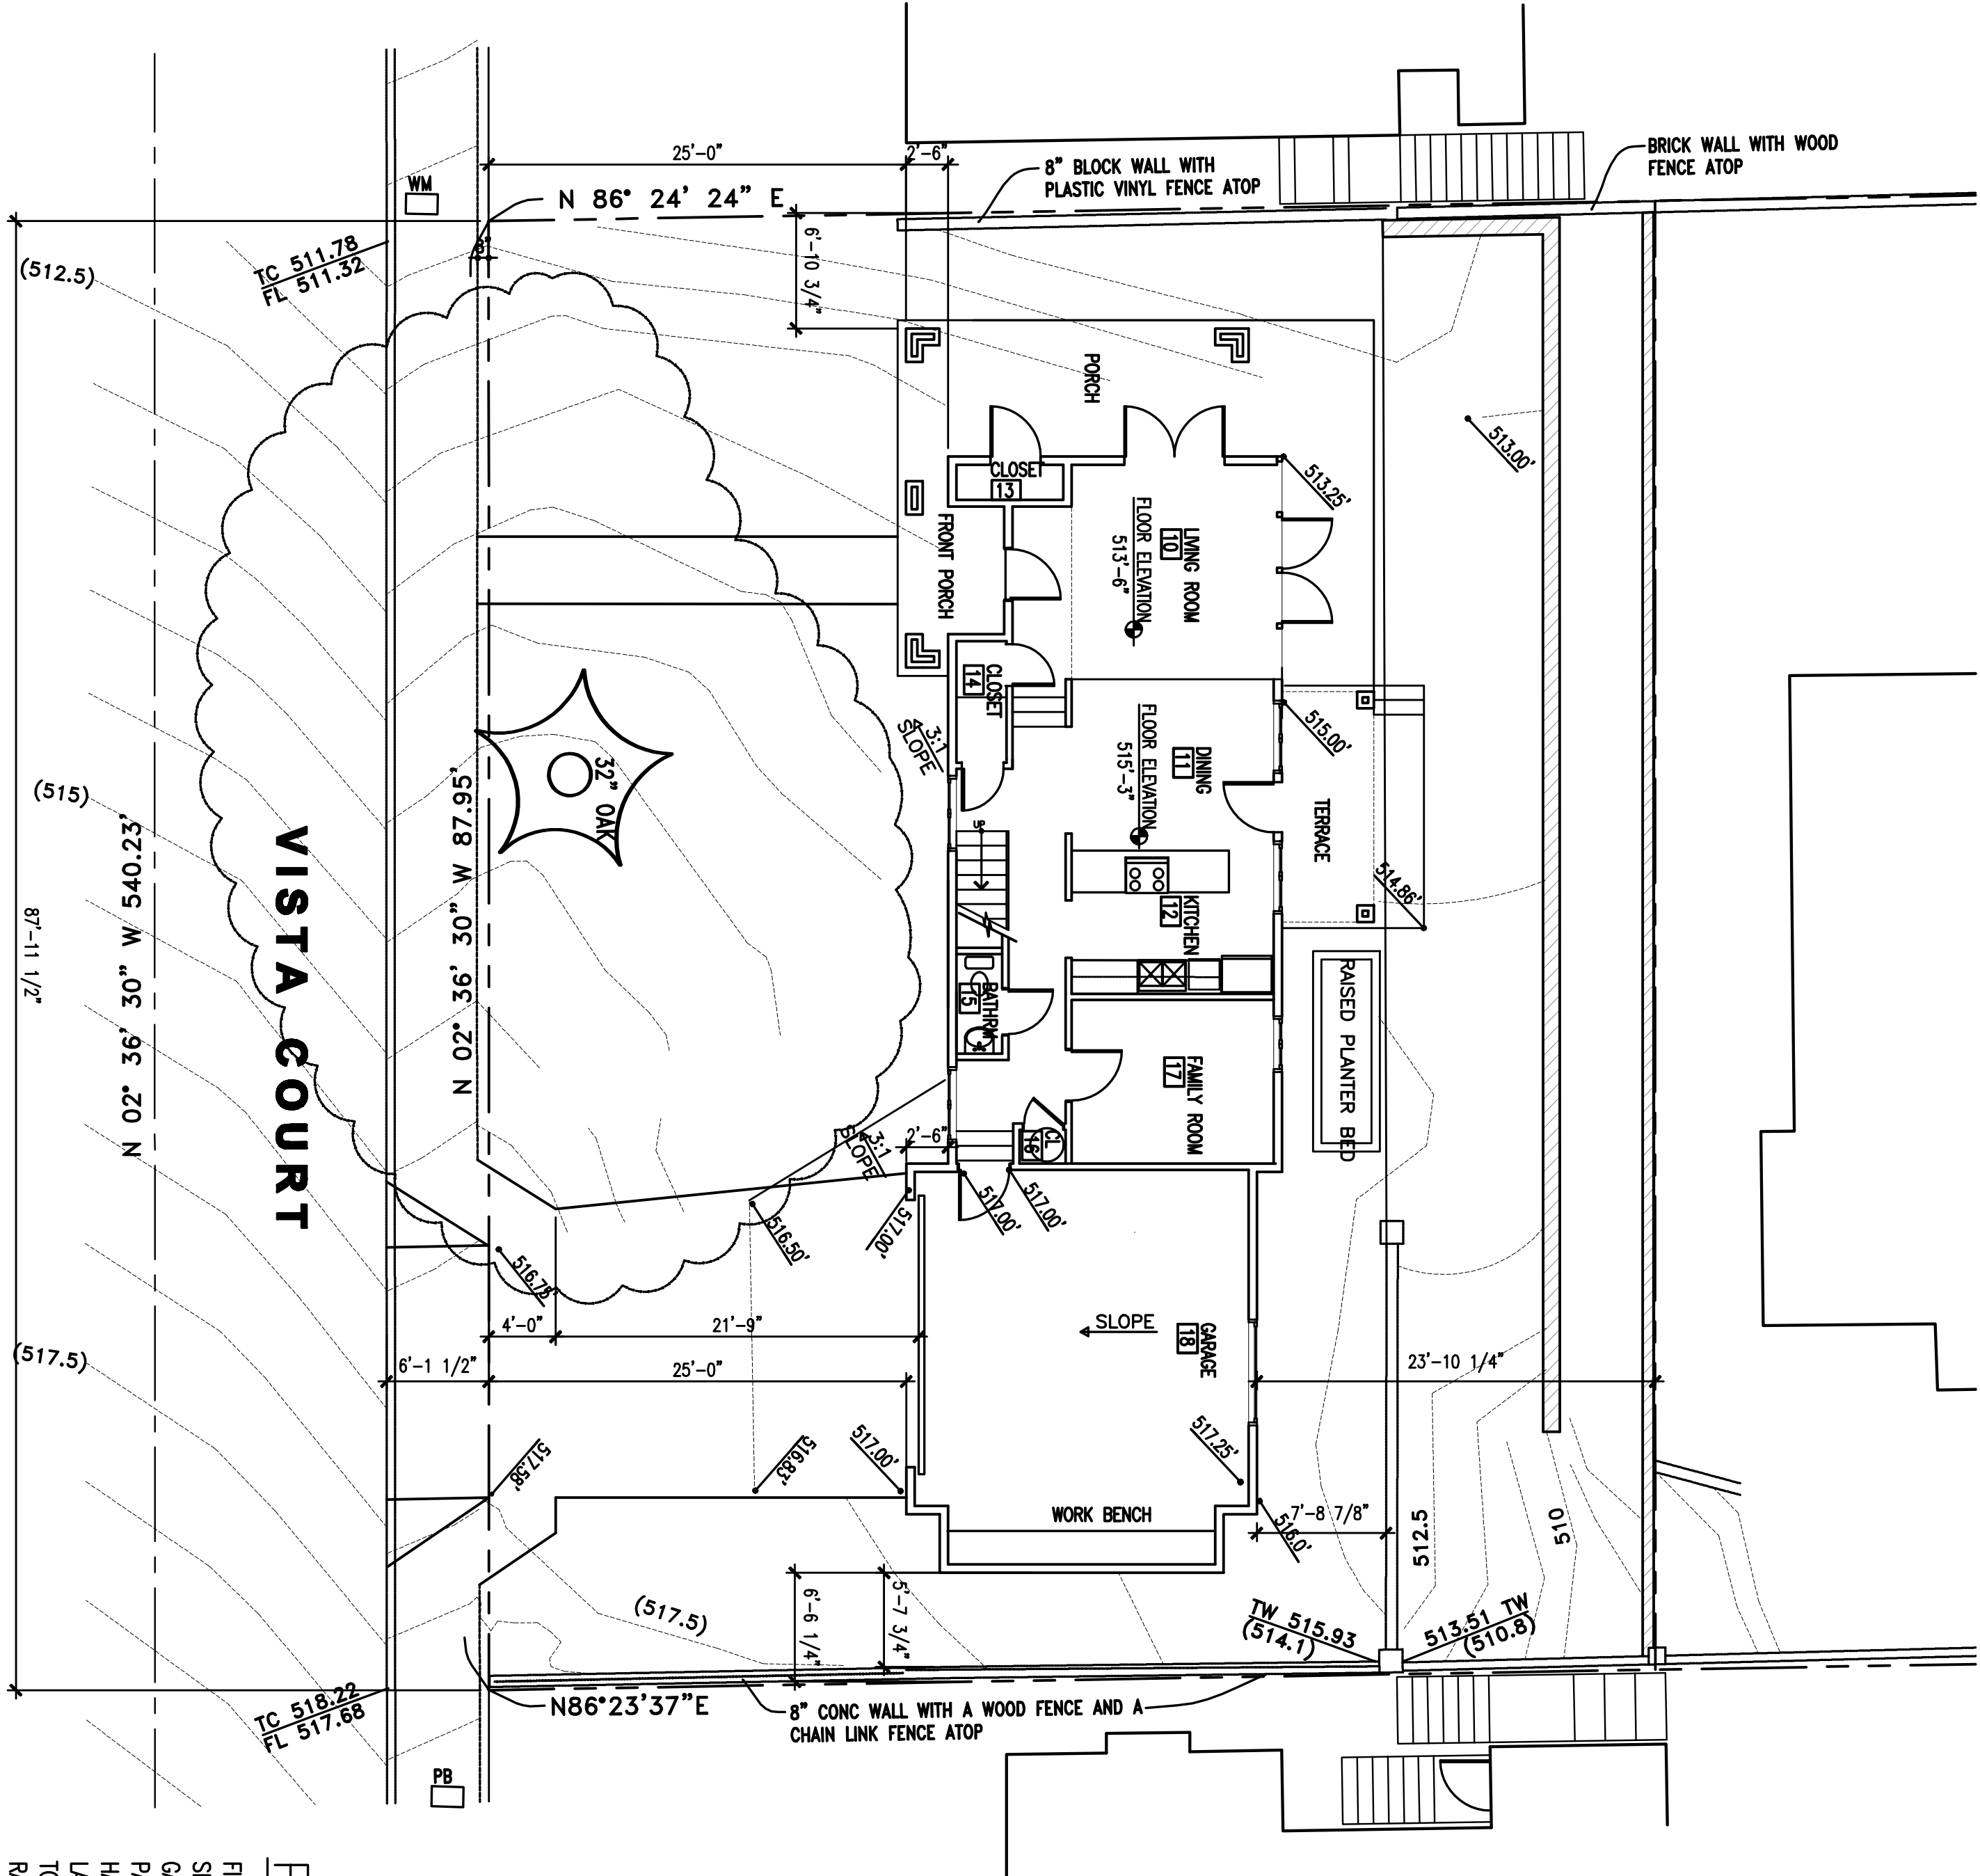 BRICK WALL WITH WOOD
FENCE ATOP
25'-0"
2'-6"
8" BLOCK WALL WITH
PLASTIC VINYL FENCE ATOP
WM
N 86° 24' 24" E
8"
6'-10 3/4"
TC 511.78
FL 511.32
(512.5)
PORCH
513.00'
CLOSET
13
513.25'
LIVING ROOM
10
FLOOR ELEVATION
513'-6"
FRONT PORCH
CLOSET
14
3:1
SLOPE
DINING
11
FLOOR ELEVATION
515'-3"
515.00'
TERRACE
514.86'
32" OAK
(515)
UP
KITCHEN
12
BATHRM
15
RAISED PLANTER BED
FAMILY ROOM
17
CL
16
VISTA COURT
N 02° 36' 30" W 540.23'
N 02° 36' 30" W 87.95'
87'-11 1/2"
3:1
SLOPE
2'-6"
517.00'
517.00'
517.00'
516.50'
516.75'
4'-0"
21'-9"
SLOPE
GARAGE
18
(517.5)
6'-1 1/2"
25'-0"
23'-10 1/4"
517.58'
516.83'
517.00'
517.25'
WORK BENCH
7'-8 7/8"
516.0'
512.5
510
(517.5)
6'-6 1/4"
5'-7 3/4"
TW 515.93
(514.1)
513.51 TW
(510.8)
TC 518.22
FL 517.68
N86°23'37"E
8" CONC WALL WITH A WOOD FENCE AND A
CHAIN LINK FENCE ATOP
PB